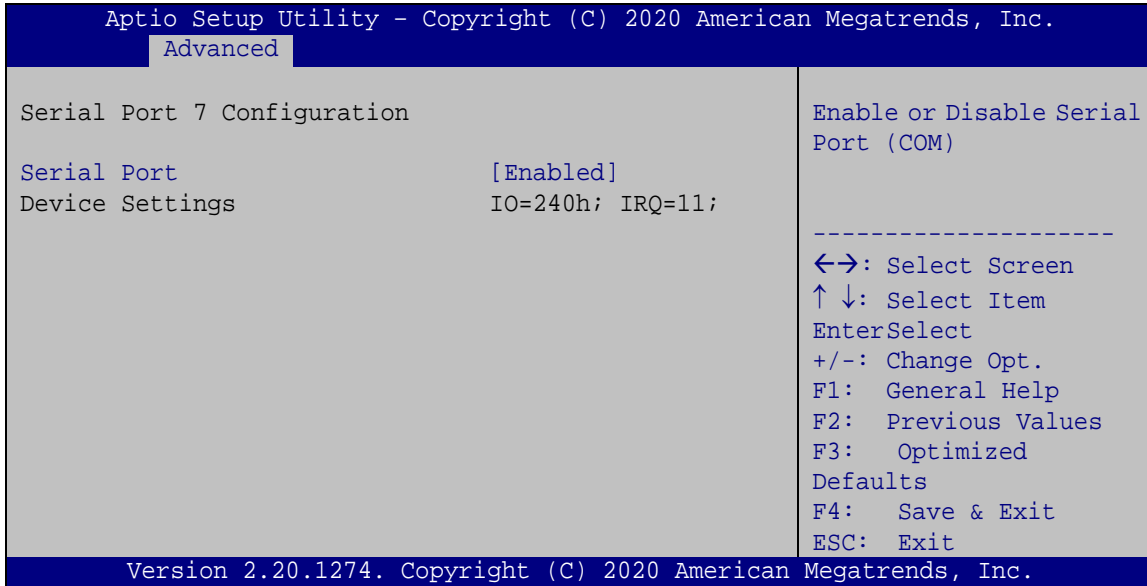 Aptio Setup Utility – Copyright (C) 2020 American Megatrends, Inc.
Advanced
Serial Port 7 Configuration
Serial Port [Enabled]
Device Settings IO=240h; IRQ=11;
Enable or Disable Serial
Port (COM)
---------------------
←→: Select Screen
↑ ↓: Select Item
EnterSelect
+/-: Change Opt.
F1: General Help
F2: Previous Values
F3: Optimized
Defaults
F4: Save & Exit
ESC: Exit
Version 2.20.1274. Copyright (C) 2020 American Megatrends, Inc.